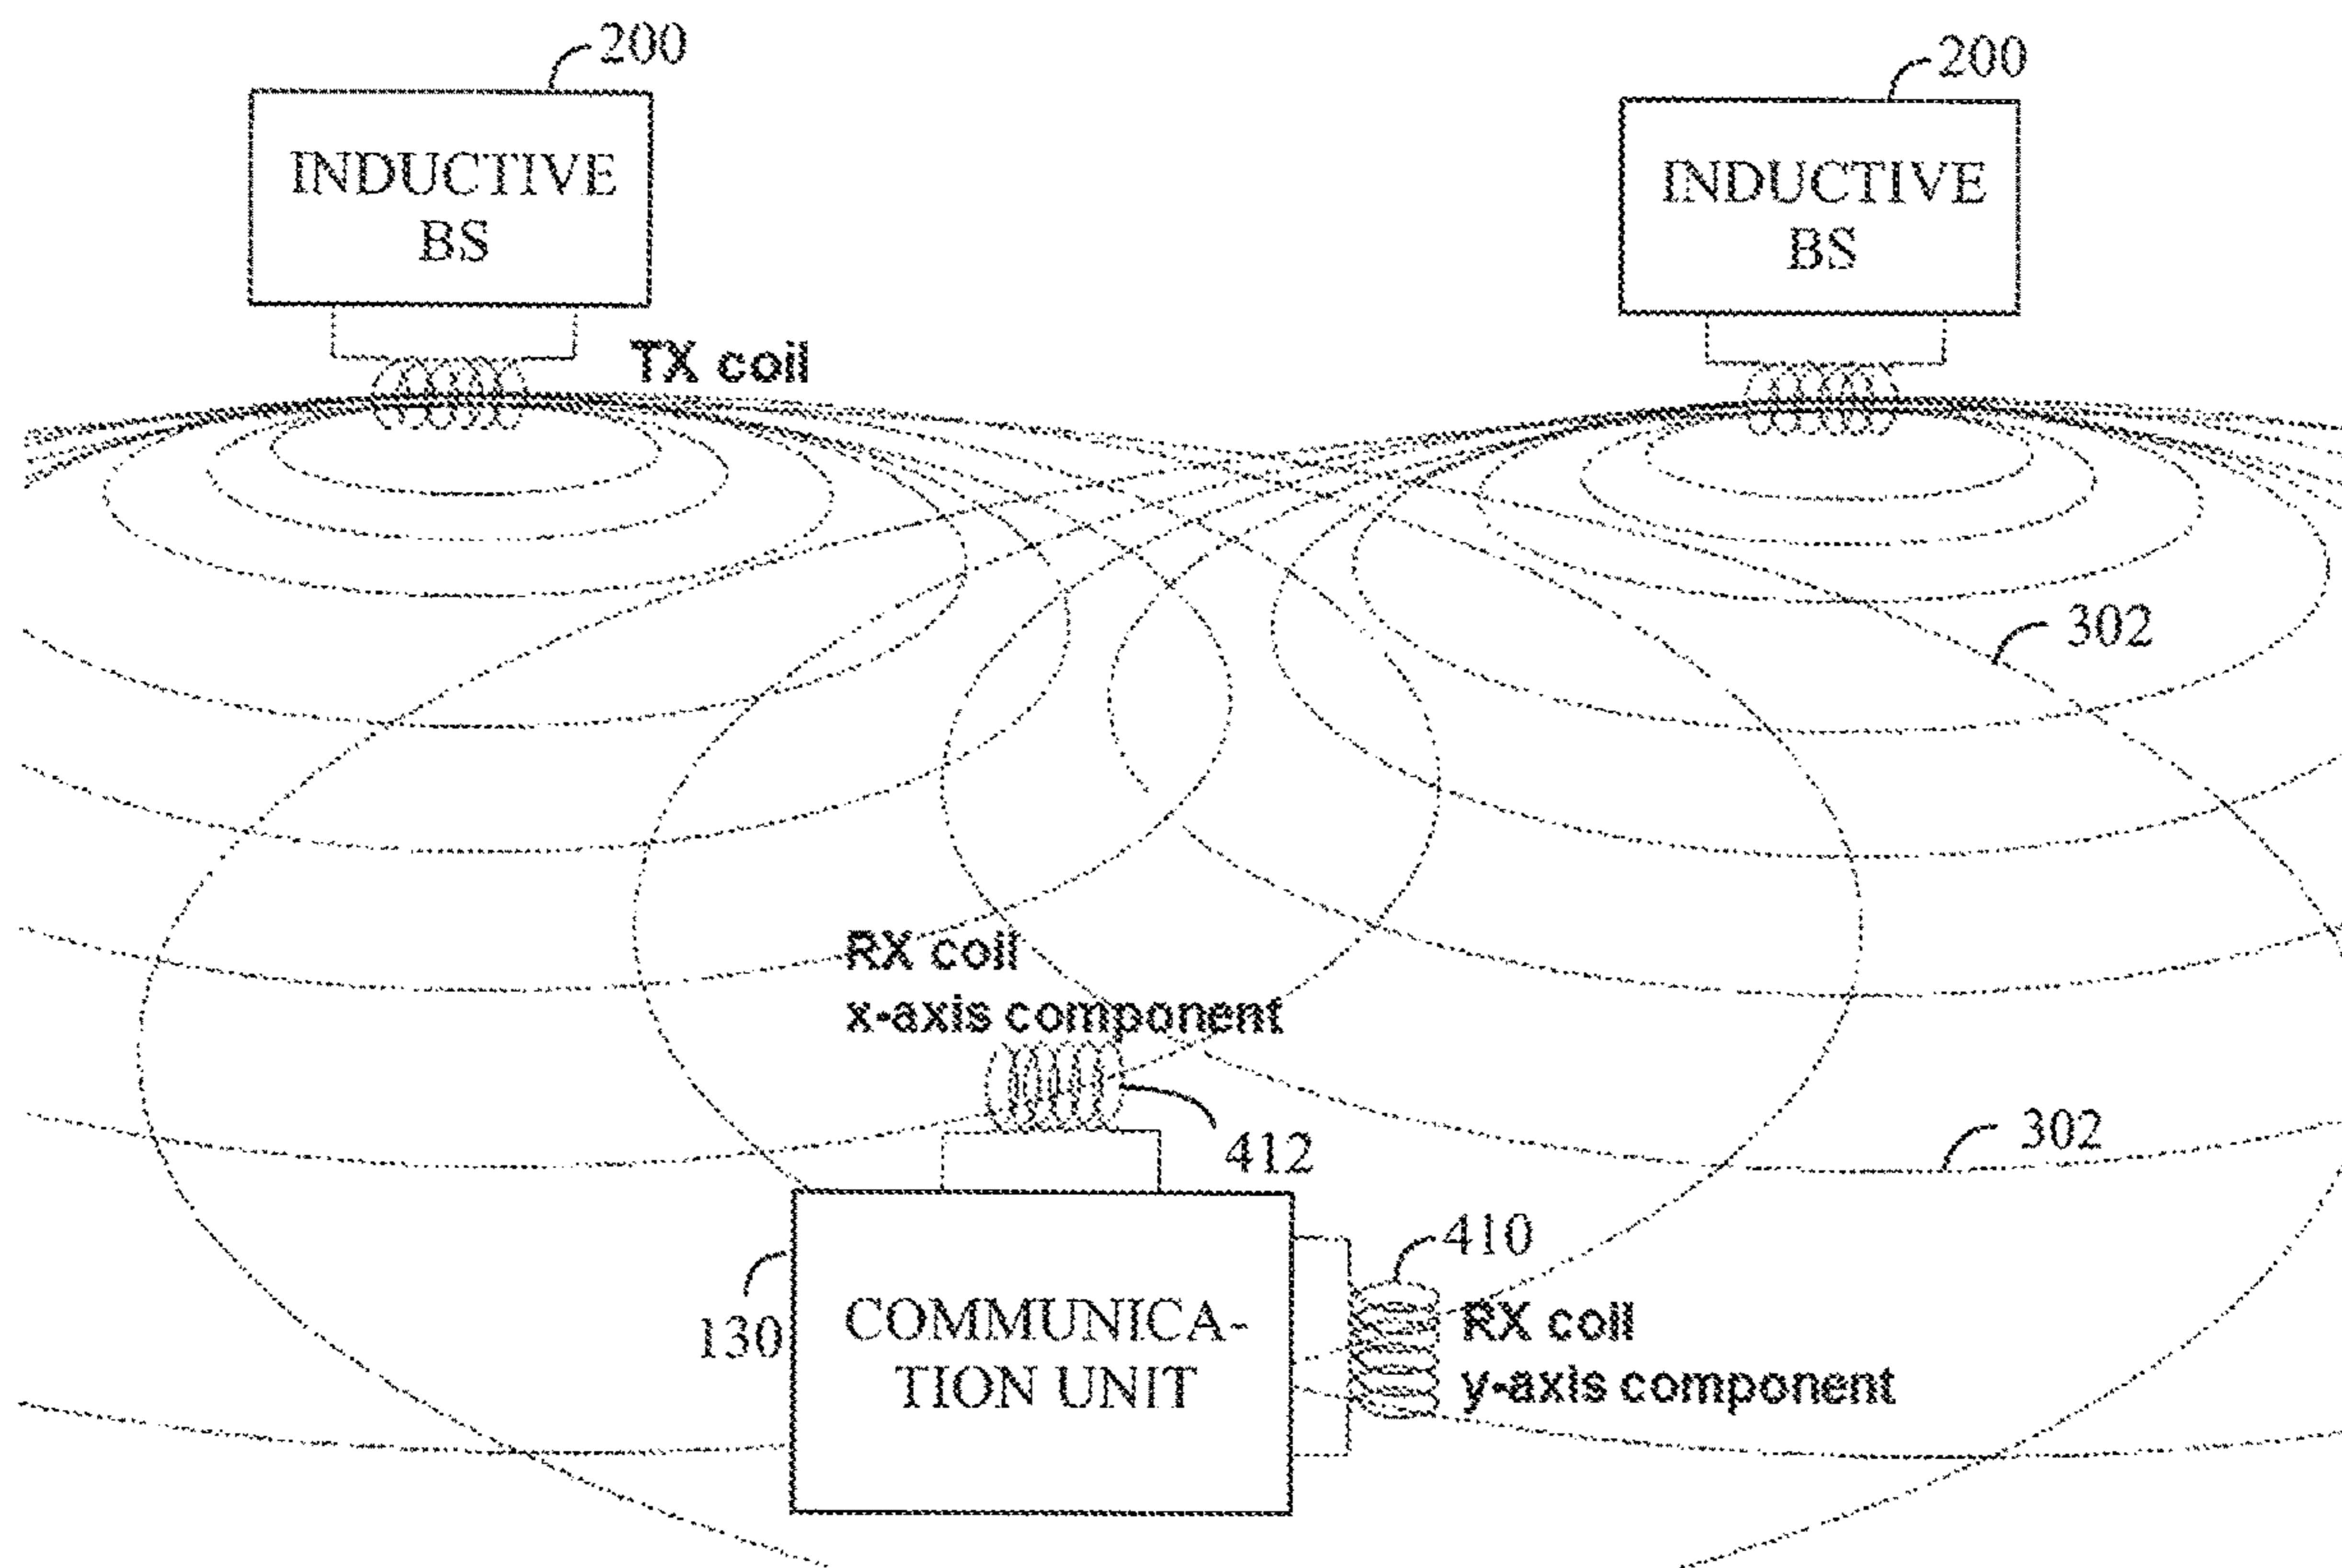 200
200
INDUCTIVE
BS
INDUCTIVE
BS
TX coil
302
RX coil
x-axis component
412
302
410
130
COMMUNICA-
TION UNIT
RX coil
y-axis component